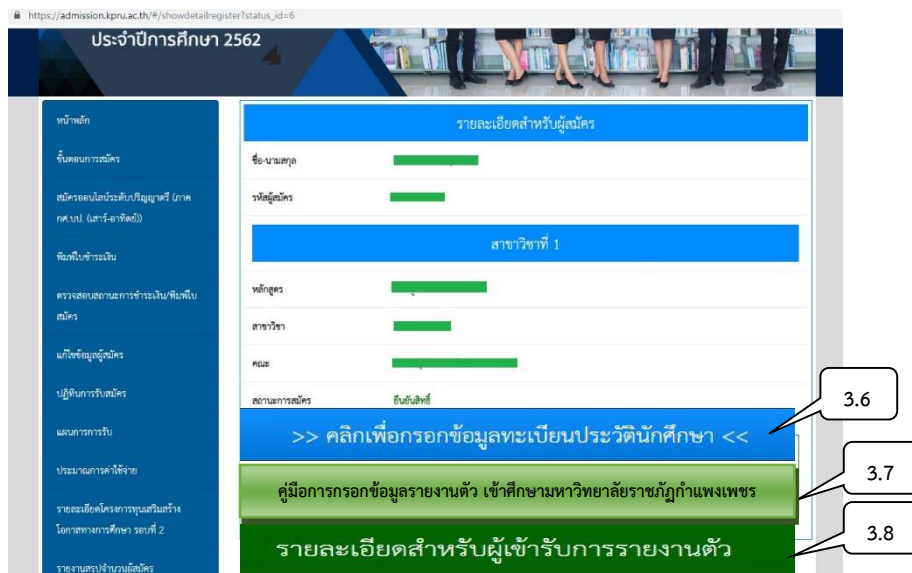 https://admission.kpru.ac.th/#/showdetailregister?status_id=6
ประจำปีการศึกษา 2562
หน้าหลัก
ขั้นตอนการสมัคร
สมัครออนไลน์ระดับปริญญาตรี (ภาค
กศ.บป. (เสาร์-อาทิตย์))
พิมพ์ใบชำระเงิน
ตรวจสอบสถานะการชำระเงิน/พิมพ์ใบ
สมัคร
แก้ไขข้อมูลผู้สมัคร
ปฏิทินการรับสมัคร
แผนการการรับ
ประมาณการค่าใช้จ่าย
รายละเอียดโครงการทุนเสริมสร้าง
โอกาสทางการศึกษา รอบที่ 2
รายงานสรุปจำนวนผู้สมัคร
รายละเอียดสำหรับผู้สมัคร
ชื่อ-นามสกุล
รหัสผู้สมัคร
สาขาวิชาที่ 1
หลักสูตร
สาขาวิชา
คณะ
สถานะการสมัคร ยืนยันสิทธิ์
>> คลิกเพื่อกรอกข้อมูลทะเบียนประวัตินักศึกษา <<
3.6
คู่มือการกรอกข้อมูลรายงานตัว เข้าศึกษามหาวิทยาลัยราชภัฏกำแพงเพชร
3.7
รายละเอียดสำหรับผู้เข้ารับการรายงานตัว
3.8